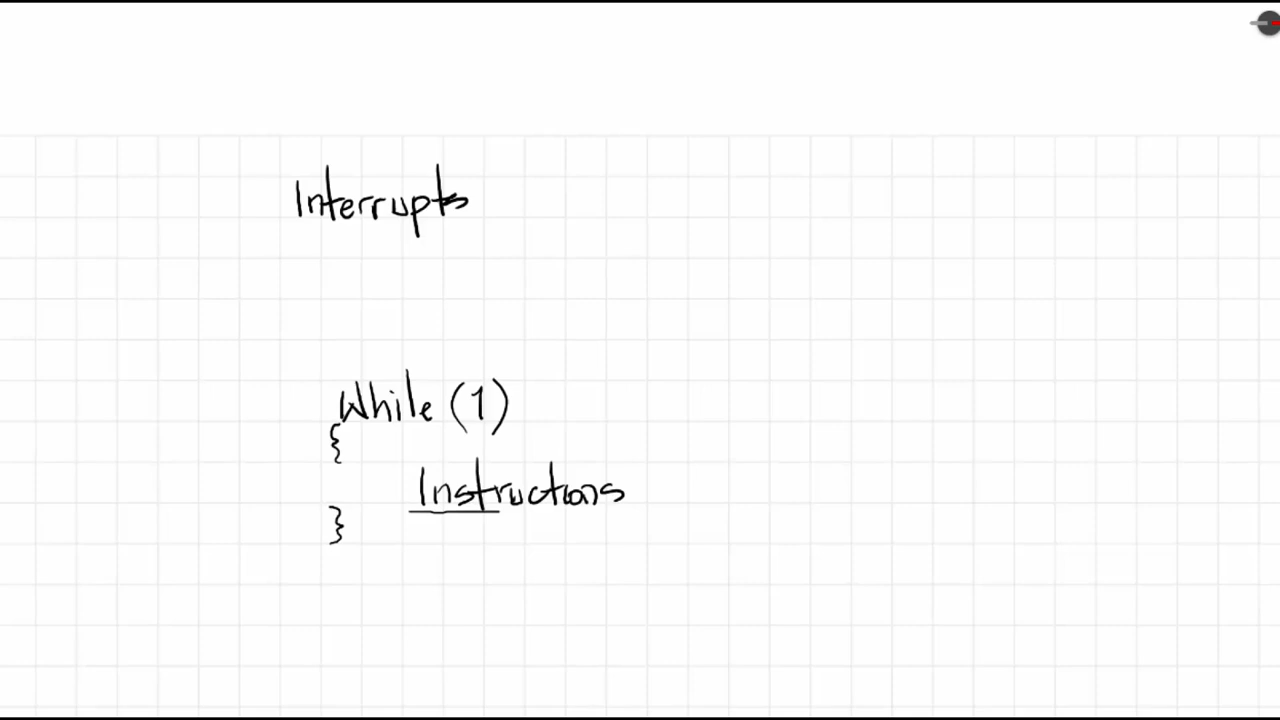 Interrupts
While (1)
{
Instructions
}